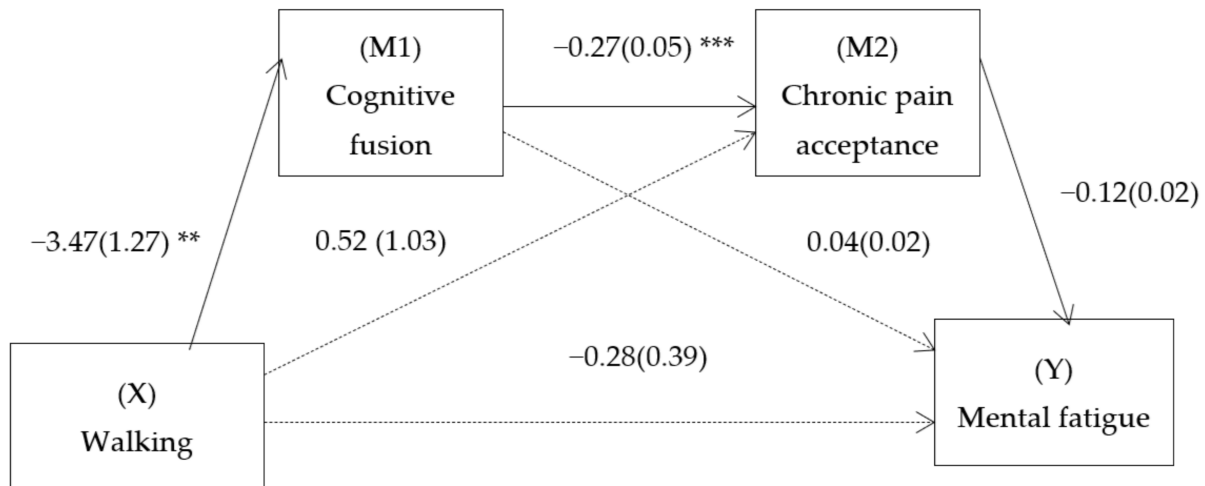 (M1)
Cognitive
fusion
−0.27(0.05) ***
(M2)
Chronic pain
acceptance
−3.47(1.27) **
0.52 (1.03)
0.04(0.02)
−0.12(0.02)
−0.28(0.39)
(X)
Walking
(Y)
Mental fatigue